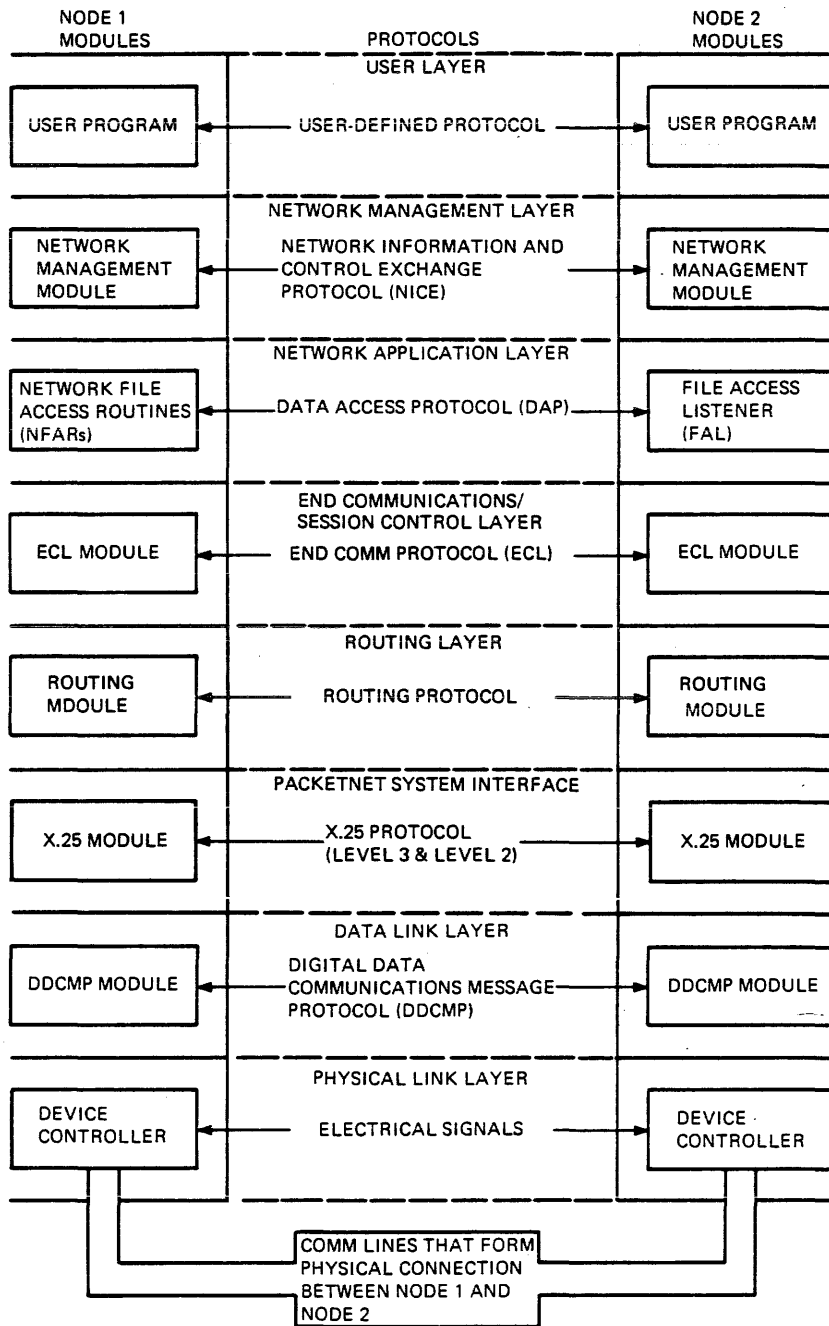 NODE 1
MODULES
PROTOCOLS
NODE 2
MODULES
USER LAYER
USER PROGRAM
USER-DEFINED PROTOCOL
USER PROGRAM
NETWORK MANAGEMENT LAYER
NETWORK
MANAGEMENT
MODULE
NETWORK INFORMATION AND
CONTROL EXCHANGE
PROTOCOL (NICE)
NETWORK
MANAGEMENT
MODULE
NETWORK APPLICATION LAYER
NETWORK FILE
ACCESS ROUTINES
(NFARs)
DATA ACCESS PROTOCOL (DAP)
FILE ACCESS
LISTENER
(FAL)
END COMMUNICATIONS/
SESSION CONTROL LAYER
ECL MODULE
END COMM PROTOCOL (ECL)
ECL MODULE
ROUTING LAYER
ROUTING
MDOULE
ROUTING PROTOCOL
ROUTING
MODULE
PACKETNET SYSTEM INTERFACE
X.25 MODULE
X.25 PROTOCOL
(LEVEL 3 & LEVEL 2)
X.25 MODULE
DATA LINK LAYER
DDCMP MODULE
DIGITAL DATA
COMMUNICATIONS MESSAGE
PROTOCOL (DDCMP)
DDCMP MODULE
PHYSICAL LINK LAYER
DEVICE
CONTROLLER
ELECTRICAL SIGNALS
DEVICE
CONTROLLER
COMM LINES THAT FORM
PHYSICAL CONNECTION
BETWEEN NODE 1 AND
NODE 2